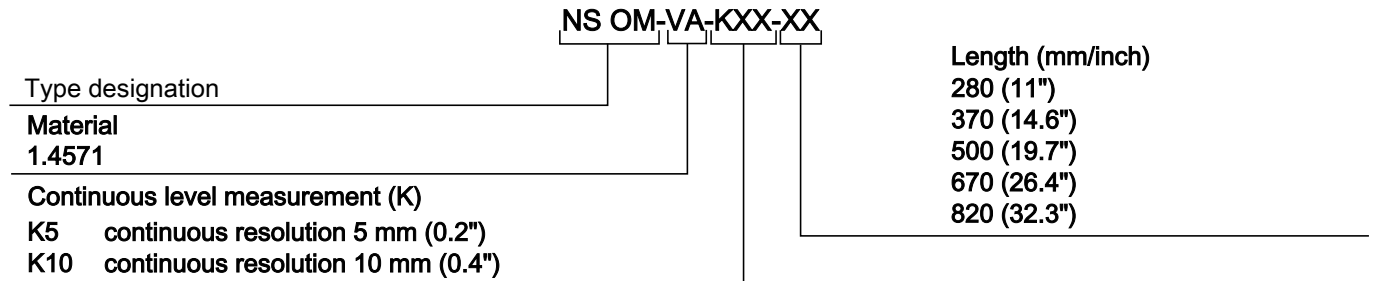 NS OM-VA-KXX-XX
Type designation
Material
1.4571
Continuous level measurement (K)
K5 continuous resolution 5 mm (0.2")
K10 continuous resolution 10 mm (0.4")
Length (mm/inch)
280 (11")
370 (14.6")
500 (19.7")
670 (26.4")
820 (32.3")